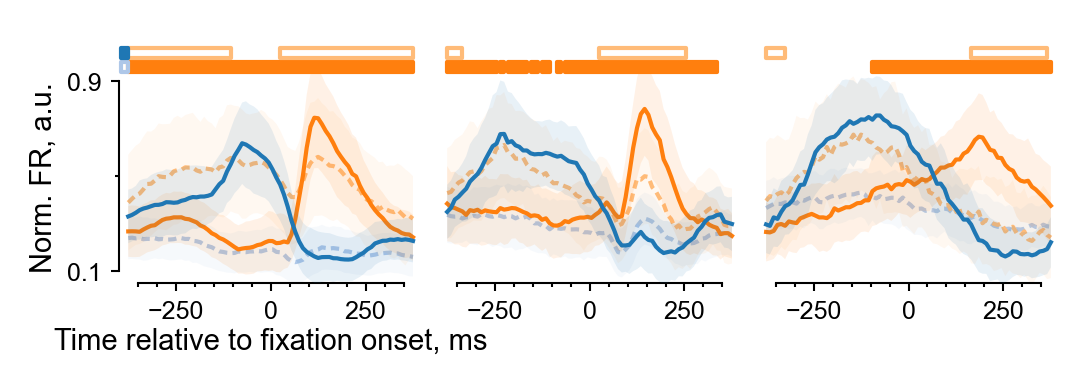 0.9
Norm. FR, a.u.
0.1
−250 0 250 −250 0 250 −250 0 250
Time relative to fixation onset, ms